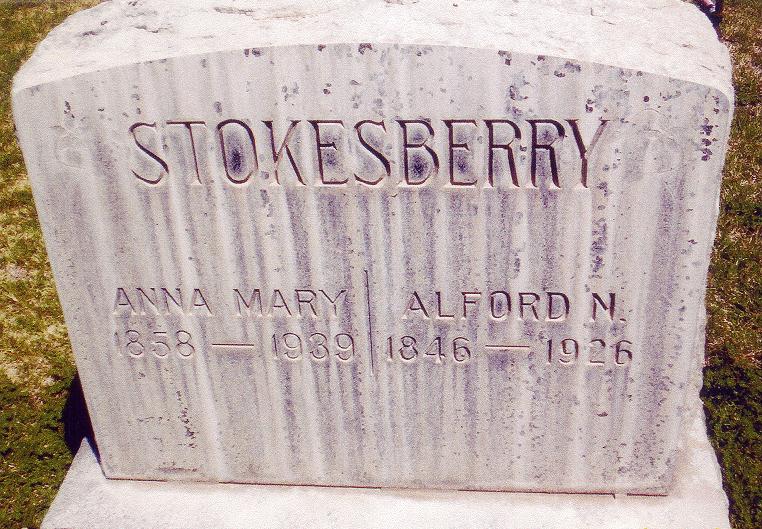 STOKESBERRY
ANNA MARY
1858 — 1939
ALFORD N.
1846 — 1926